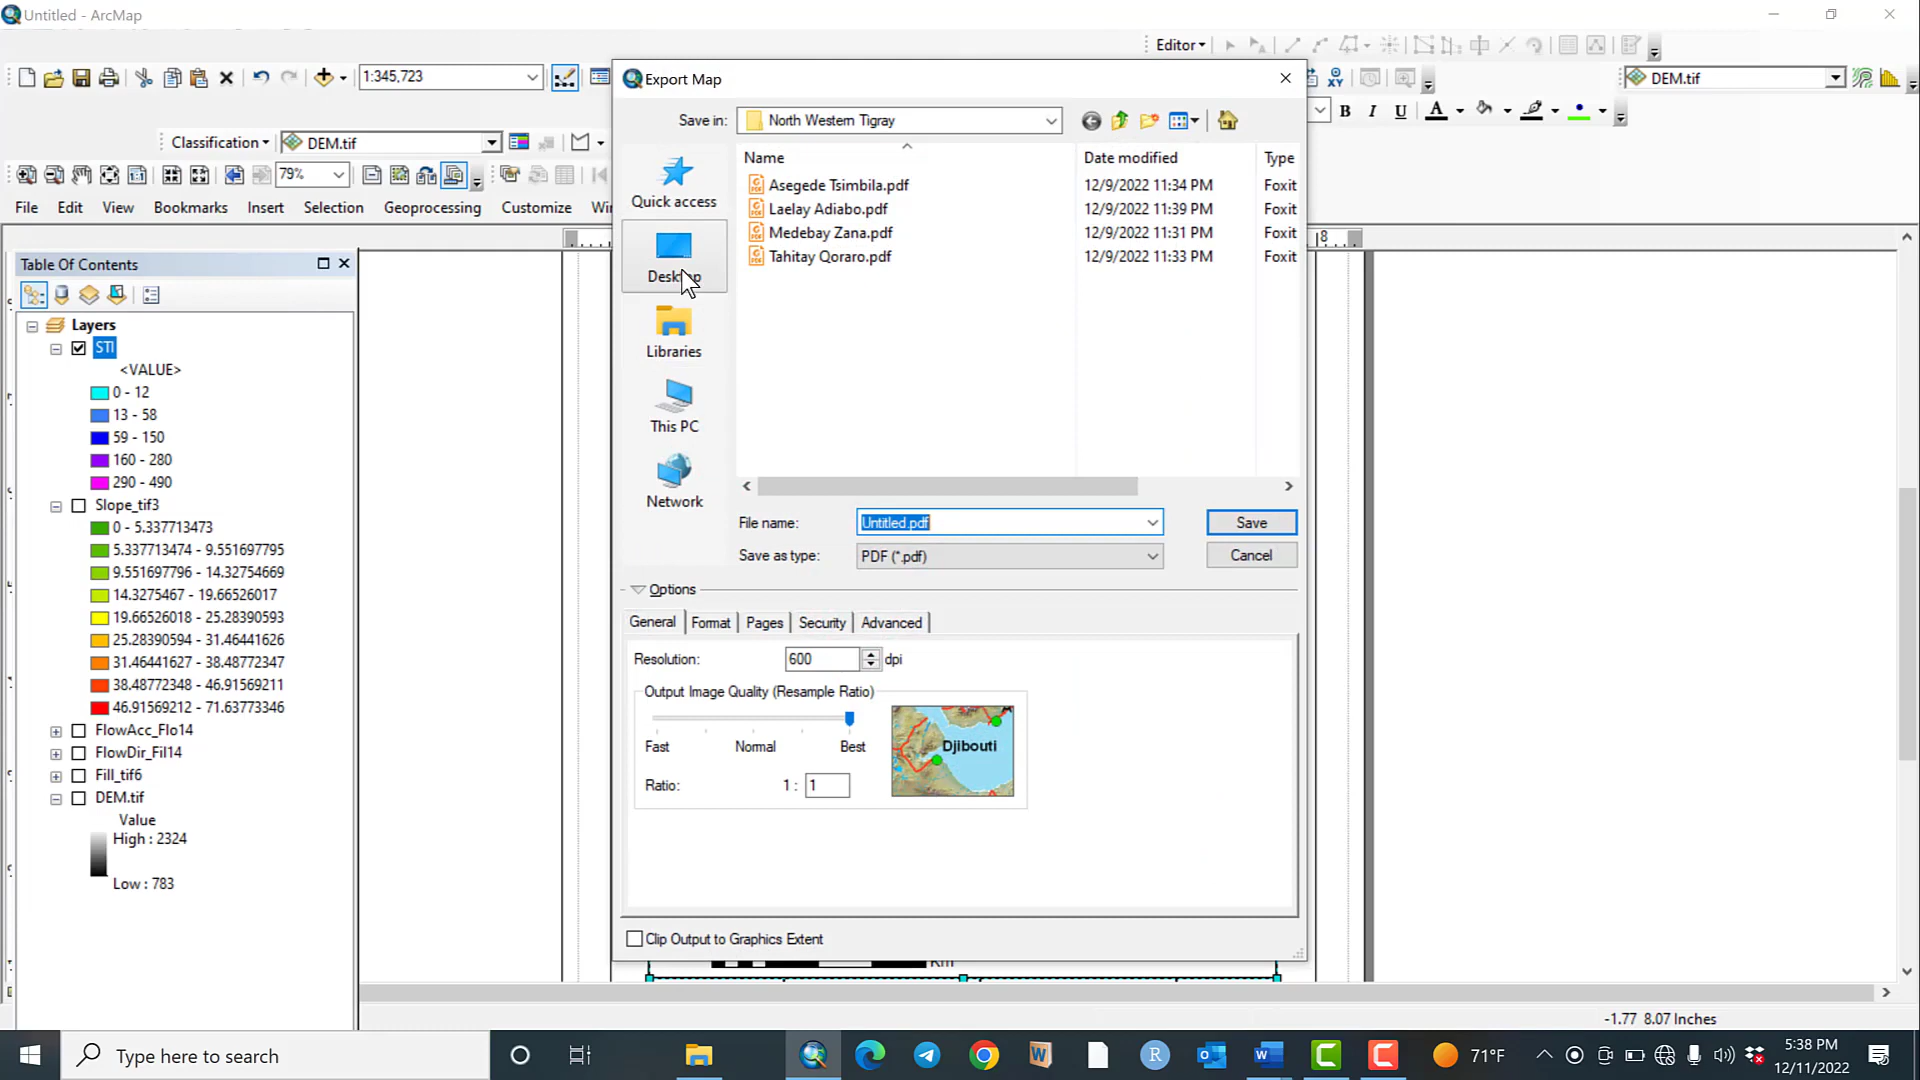 Untitled - ArcMap
Editor
1:345,723
DEM.tif
B I U A
Classification
DEM.tif
79%
File Edit View Bookmarks Insert Selection Geoprocessing Customize
Table Of Contents
Layers
STI
<VALUE>
0 - 12
13 - 58
59 - 150
160 - 280
290 - 490
Slope_tif3
0 - 5.337713473
5.337713474 - 9.551697795
9.551697796 - 14.32754669
14.3275467 - 19.66526017
19.66526018 - 25.28390593
25.28390594 - 31.46441626
31.46441627 - 38.48772347
38.48772348 - 46.91569211
46.91569212 - 71.63773346
FlowAcc_Flo14
FlowDir_Fil14
Fill_tif6
DEM.tif
Value
High : 2324
Low : 783
Export Map
Save in: North Western Tigray
Quick access
Desktop
Libraries
This PC
Network
Name Date modified Type
Asegede Tsimbila.pdf 12/9/2022 11:34 PM Foxit
Laelay Adiabo.pdf 12/9/2022 11:39 PM Foxit
Medebay Zana.pdf 12/9/2022 11:31 PM Foxit
Tahitay Qoraro.pdf 12/9/2022 11:33 PM Foxit
File name: Untitled.pdf Save
Save as type: PDF (*.pdf) Cancel
Options
General Format Pages Security Advanced
Resolution: 600 dpi
Output Image Quality (Resample Ratio)
Fast Normal Best
Ratio: 1 : 1
Djibouti
Clip Output to Graphics Extent
8
Km
-1.77 8.07 Inches
Type here to search
71°F
5:38 PM
12/11/2022